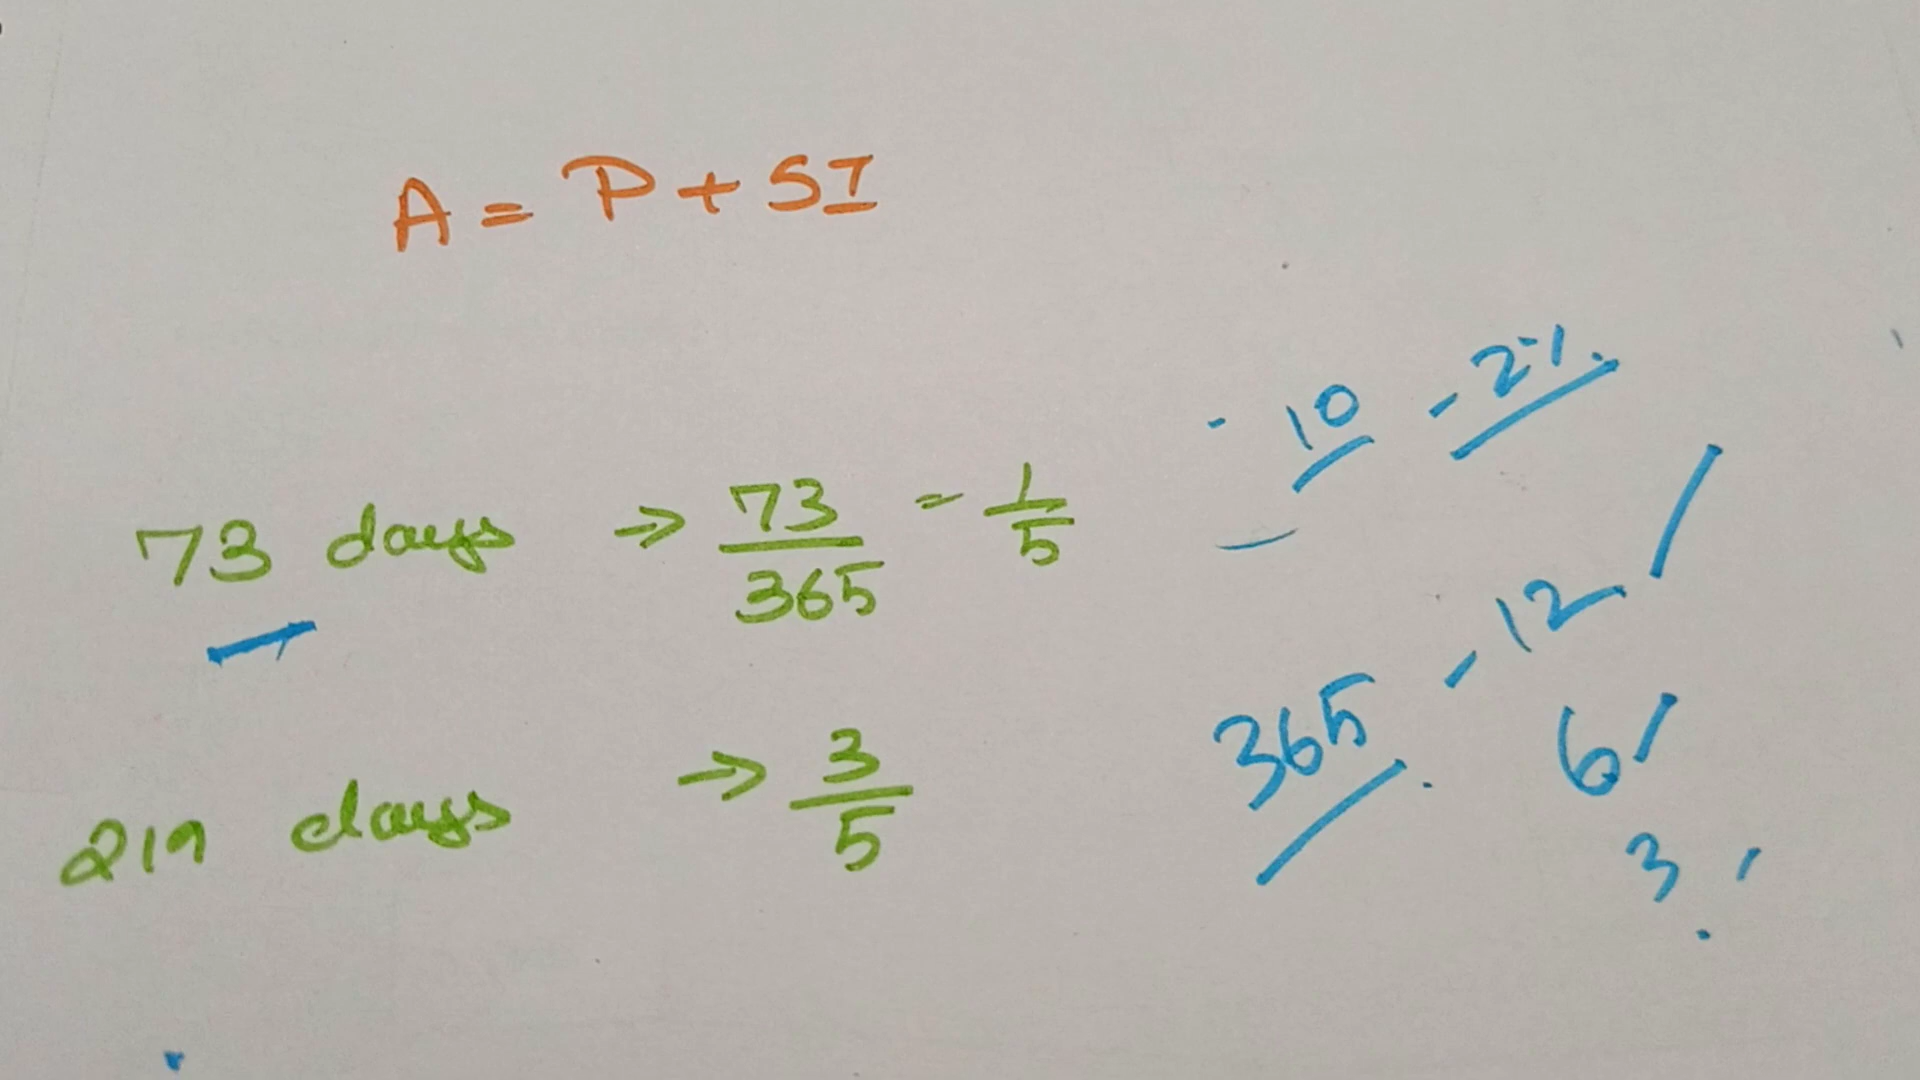 A = P + SI
- 10 - 2%
73 days → 73/365 = 1/5
365 - 12
6
219 days → 3/5
3